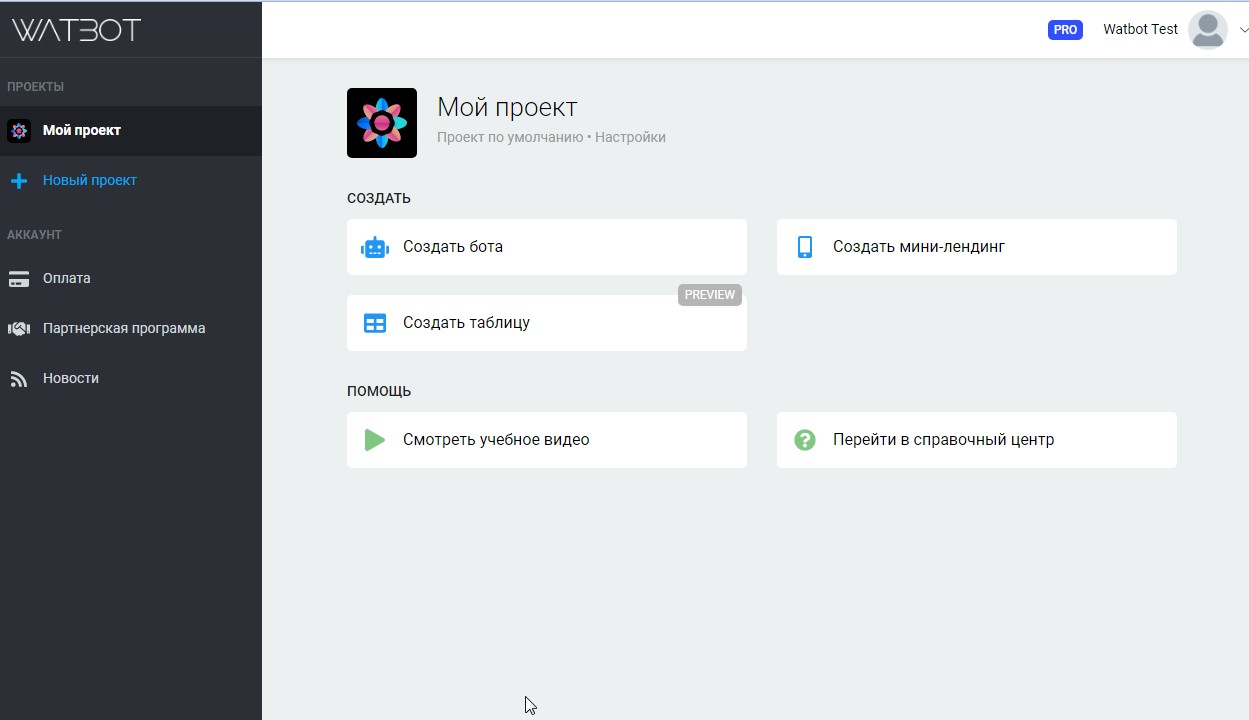 WATBOT
PRO
Watbot Test
ПРОЕКТЫ
Мой проект
Новый проект
АККАУНТ
Оплата
Партнерская программа
Новости
Мой проект
Проект по умолчанию • Настройки
СОЗДАТЬ
Создать бота
Создать мини-лендинг
PREVIEW
Создать таблицу
ПОМОЩЬ
Смотреть учебное видео
Перейти в справочный центр